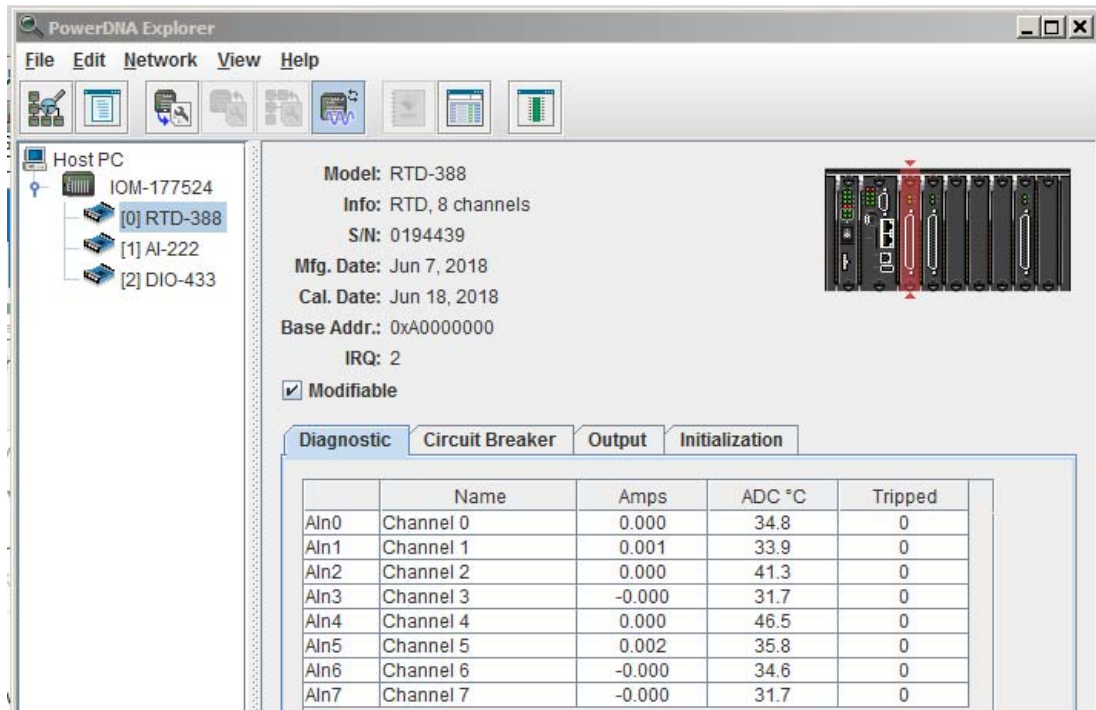 PowerDNA Explorer
File Edit Network View Help
Host PC
IOM-177524
[0] RTD-388
[1] AI-222
[2] DIO-433
Model: RTD-388
Info: RTD, 8 channels
S/N: 0194439
Mfg. Date: Jun 7, 2018
Cal. Date: Jun 18, 2018
Base Addr.: 0xA0000000
IRQ: 2
Modifiable
Diagnostic Circuit Breaker Output Initialization
Name Amps ADC °C Tripped
AIn0 Channel 0 0.000 34.8 0
AIn1 Channel 1 0.001 33.9 0
AIn2 Channel 2 0.000 41.3 0
AIn3 Channel 3 -0.000 31.7 0
AIn4 Channel 4 0.000 46.5 0
AIn5 Channel 5 0.002 35.8 0
AIn6 Channel 6 -0.000 34.6 0
AIn7 Channel 7 -0.000 31.7 0